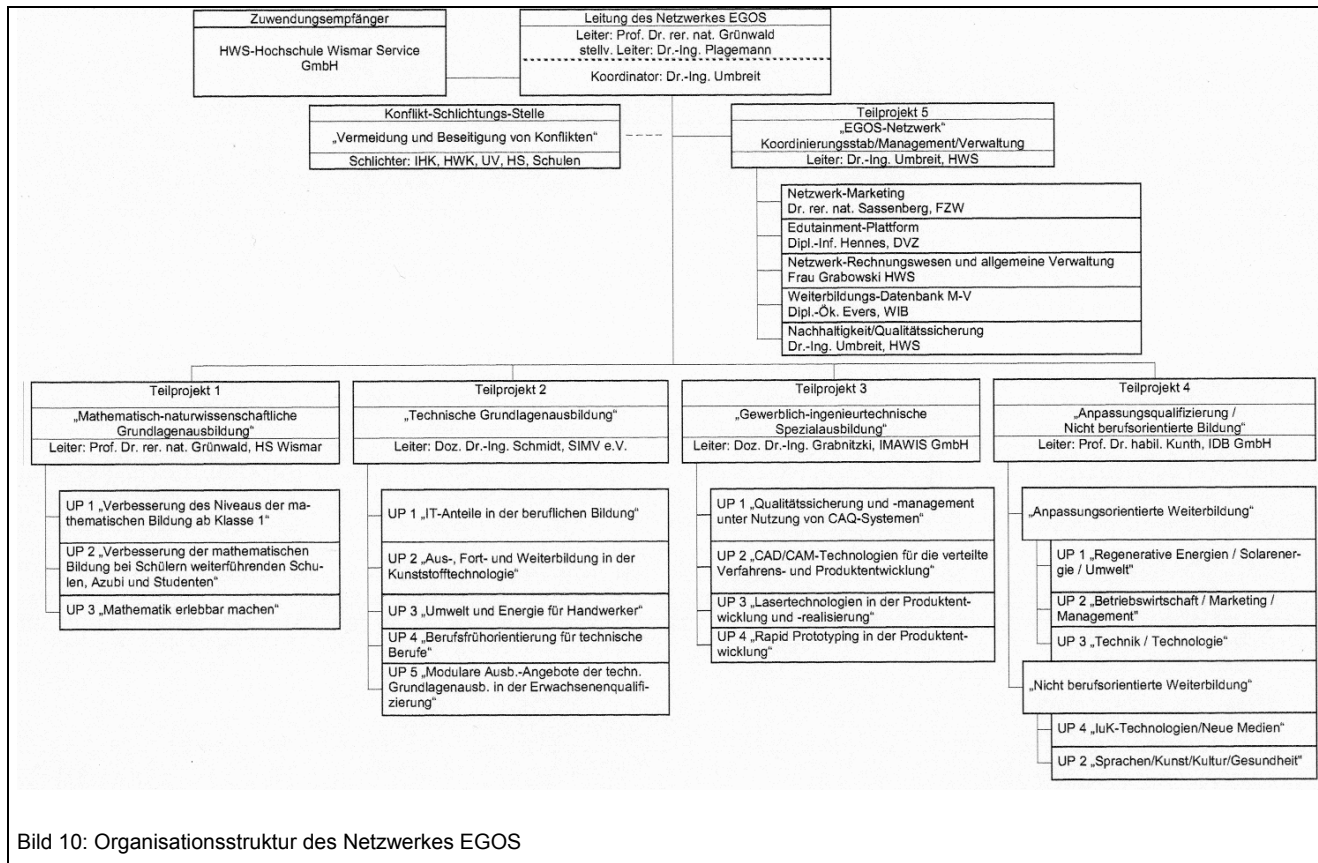 Zuwendungsempfänger
HWS-Hochschule Wismar Service
GmbH
Leitung des Netzwerkes EGOS
Leiter: Prof. Dr. rer. nat. Grünwald
stellv. Leiter: Dr.-Ing. Plagemann
Koordinator: Dr.-Ing. Umbreit
Konflikt-Schlichtungs-Stelle
„Vermeidung und Beseitigung von Konflikten"
Schlichter: IHK, HWK, UV, HS, Schulen
Teilprojekt 5
„EGOS-Netzwerk"
Koordinierungsstab/Management/Verwaltung
Leiter: Dr.-Ing. Umbreit, HWS
Netzwerk-Marketing
Dr. rer. nat. Sassenberg, FZW
Edutainment-Plattform
Dipl.-Inf. Hennes, DVZ
Netzwerk-Rechnungswesen und allgemeine Verwaltung
Frau Grabowski HWS
Weiterbildungs-Datenbank M-V
Dipl.-Ök. Evers, WIB
Nachhaltigkeit/Qualitätssicherung
Dr.-Ing. Umbreit, HWS
Teilprojekt 1
„Mathematisch-naturwissenschaftliche
Grundlagenausbildung"
Leiter: Prof. Dr. rer. nat. Grünwald, HS Wismar
UP 1 „Verbesserung des Niveaus der ma-
thematischen Bildung ab Klasse 1"
UP 2 „Verbesserung der mathematischen
Bildung bei Schülern weiterführenden Schu-
len, Azubi und Studenten"
UP 3 „Mathematik erlebbar machen"
Teilprojekt 2
„Technische Grundlagenausbildung"
Leiter: Doz. Dr.-Ing. Schmidt, SIMV e.V.
UP 1 „IT-Anteile in der beruflichen Bildung"
UP 2 „Aus-, Fort- und Weiterbildung in der
Kunststofftechnologie"
UP 3 „Umwelt und Energie für Handwerker"
UP 4 „Berufsfrühorientierung für technische
Berufe"
UP 5 „Modulare Ausb.-Angebote der techn.
Grundlagenausb. in der Erwachsenenqualifi-
zierung"
Teilprojekt 3
„Gewerblich-ingenieurtechnische
Spezialausbildung"
Leiter: Doz. Dr.-Ing. Grabnitzki, IMAWIS GmbH
UP 1 „Qualitätssicherung und -management
unter Nutzung von CAQ-Systemen"
UP 2 „CAD/CAM-Technologien für die verteilte
Verfahrens- und Produktentwicklung"
UP 3 „Lasertechnologien in der Produktent-
wicklung und -realisierung"
UP 4 „Rapid Prototyping in der Produktent-
wicklung"
Teilprojekt 4
„Anpassungsqualifizierung /
Nicht berufsorientierte Bildung"
Leiter: Prof. Dr. habil. Kunth, IDB GmbH
„Anpassungsorientierte Weiterbildung"
UP 1 „Regenerative Energien / Solarener-
gie / Umwelt"
UP 2 „Betriebswirtschaft / Marketing /
Management"
UP 3 „Technik / Technologie"
„Nicht berufsorientierte Weiterbildung"
UP 4 „IuK-Technologien/Neue Medien"
UP 2 „Sprachen/Kunst/Kultur/Gesundheit"
Bild 10: Organisationsstruktur des Netzwerkes EGOS